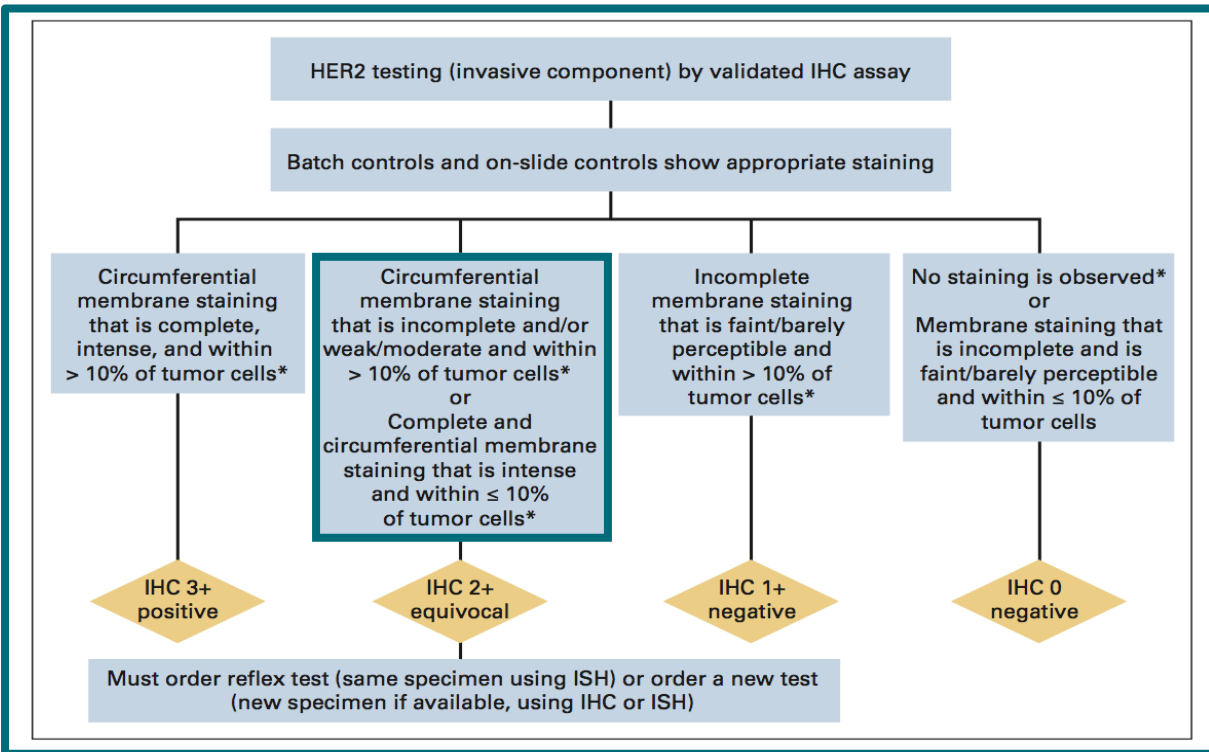 HER2 testing (invasive component) by validated IHC assay
Batch controls and on-slide controls show appropriate staining
Circumferential
membrane staining
that is complete,
intense, and within
> 10% of tumor cells*
Circumferential
membrane staining
that is incomplete and/or
weak/moderate and within
> 10% of tumor cells*
or
Complete and
circumferential membrane
staining that is intense
and within ≤ 10%
of tumor cells*
Incomplete
membrane staining
that is faint/barely
perceptible and
within > 10% of
tumor cells*
No staining is observed*
or
Membrane staining that
is incomplete and is
faint/barely perceptible
and within ≤ 10% of
tumor cells
IHC 3+
positive
IHC 2+
equivocal
IHC 1+
negative
IHC 0
negative
Must order reflex test (same specimen using ISH) or order a new test
(new specimen if available, using IHC or ISH)